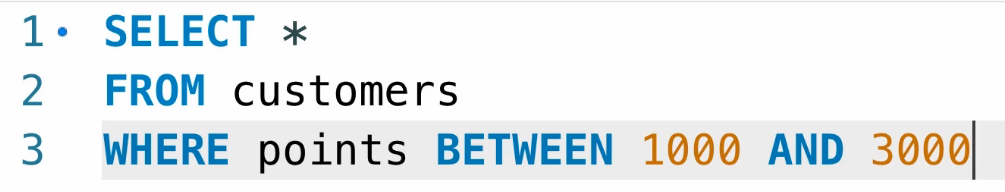 1 SELECT *
2 FROM customers
3 WHERE points BETWEEN 1000 AND 3000